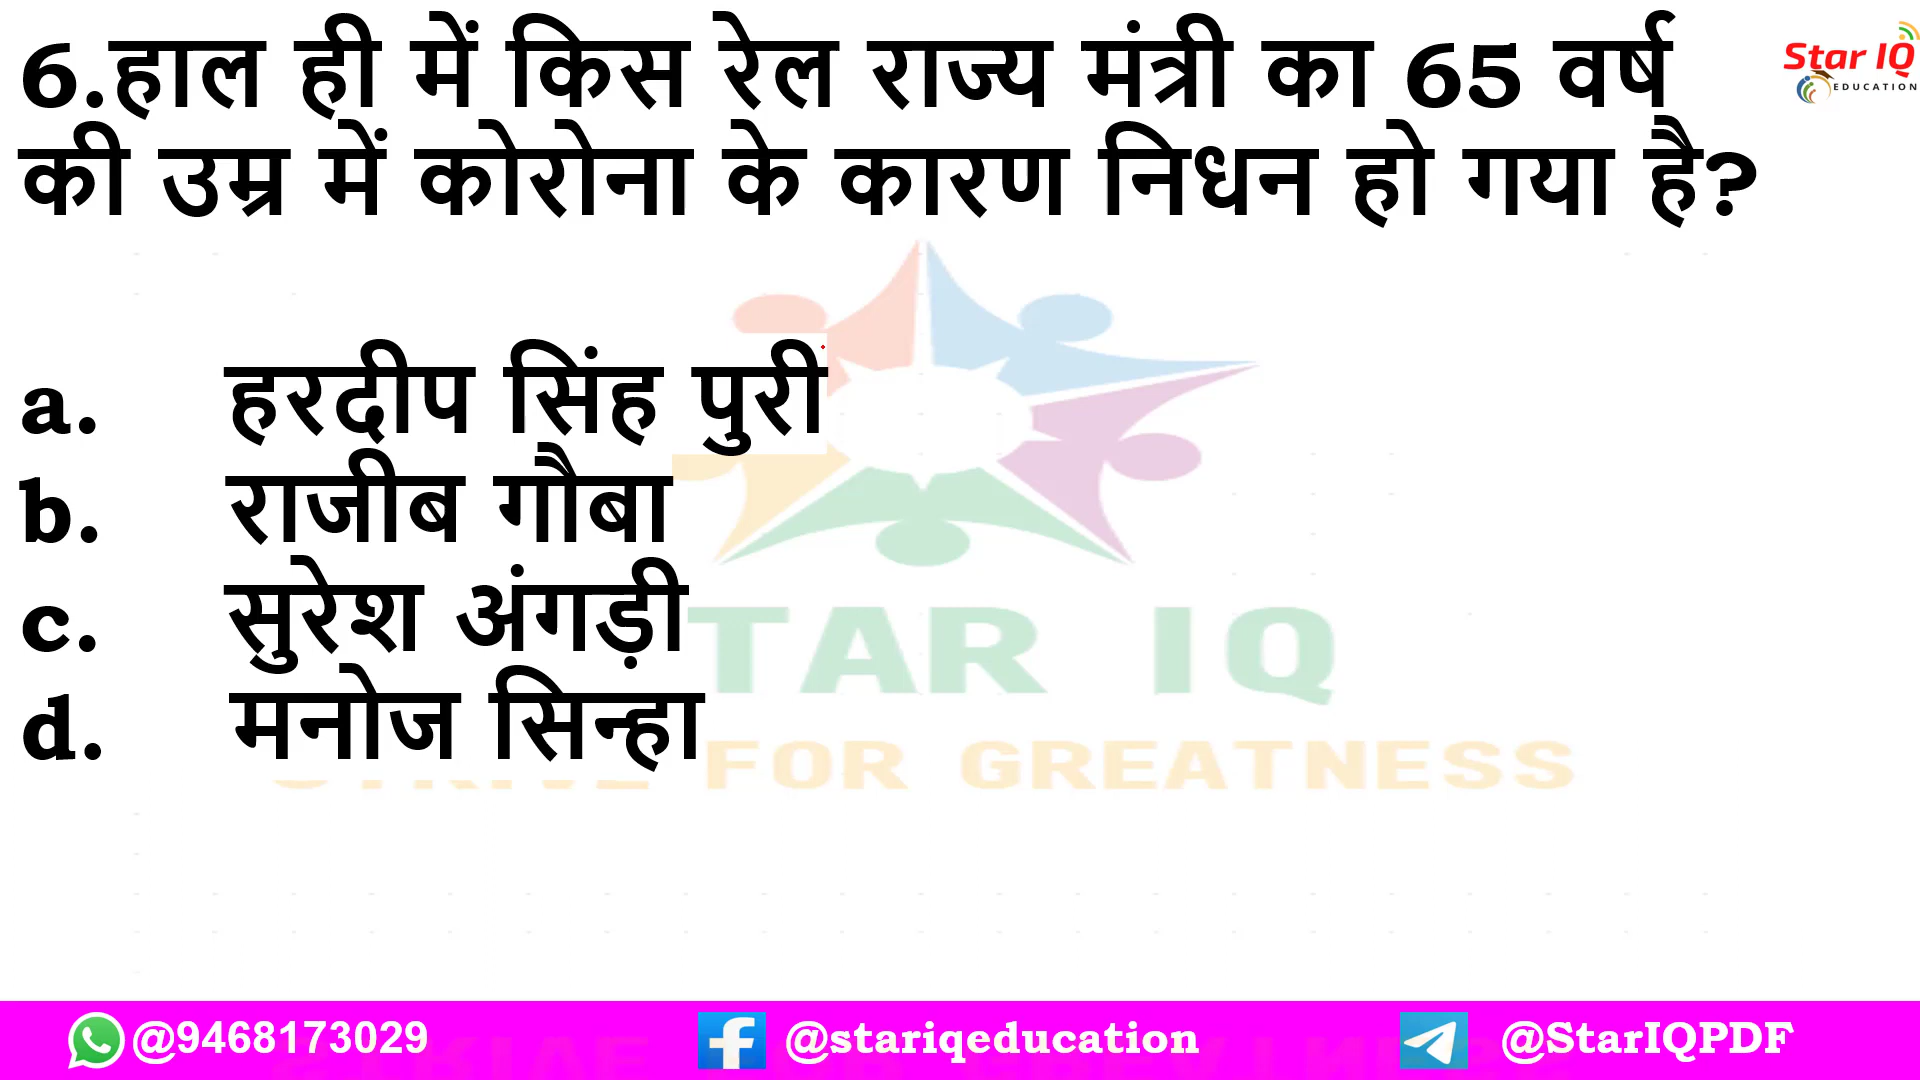 6.हाल ही में किस रेल राज्य मंत्री का 65 वर्ष
की उम्र में कोरोना के कारण निधन हो गया है?
Star IQ
EDUCATION
a. हरदीप सिंह पुरी
b. राजीब गौबा
c. सुरेश अंगड़ी
d. मनोज सिन्हा
TAR IQ
FOR GREATNESS
@9468173029 @stariqeducation @StarIQPDF